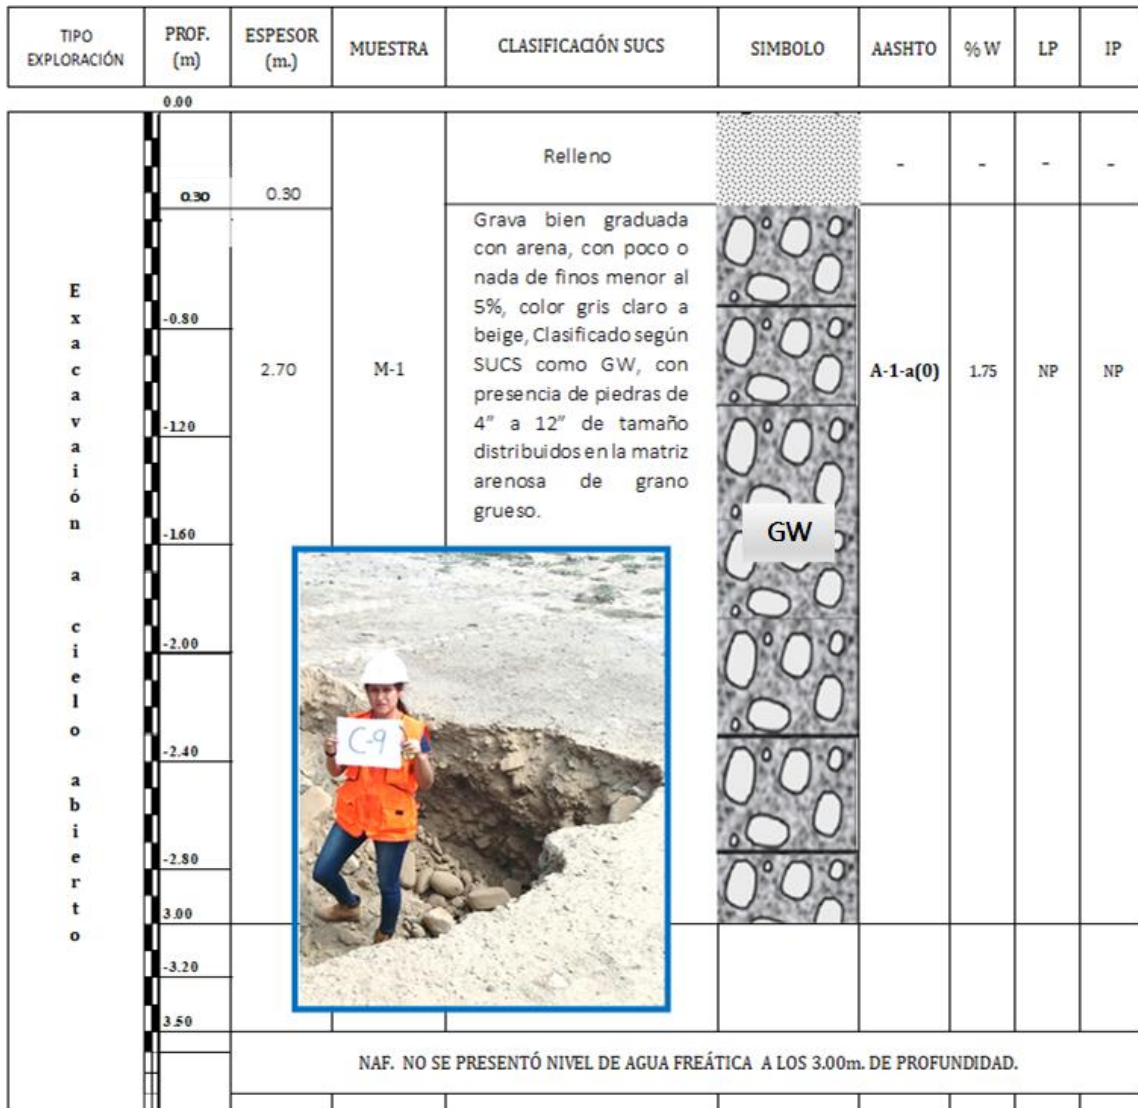 TIPO EXPLORACIÓN
PROF. (m)
ESPESOR (m.)
MUESTRA
CLASIFICACIÓN SUCS
SIMBOLO
AASHTO
% W
LP
IP
0.00
Relleno
-
-
-
-
0.30
0.30
Grava bien graduada
con arena, con poco o
nada de finos menor al
5%, color gris claro a
beige, Clasificado según
SUCS como GW, con
presencia de piedras de
4” a 12” de tamaño
distribuidos en la matriz
arenosa de grano
grueso.
Exacavaión a cielo abierto
-0.80
2.70
M-1
A-1-a(0)
1.75
NP
NP
-120
-1.60
GW
-2.00
C-9
-2.40
-2.80
3.00
-3.20
3.50
NAF. NO SE PRESENTÓ NIVEL DE AGUA FREÁTICA A LOS 3.00m. DE PROFUNDIDAD.